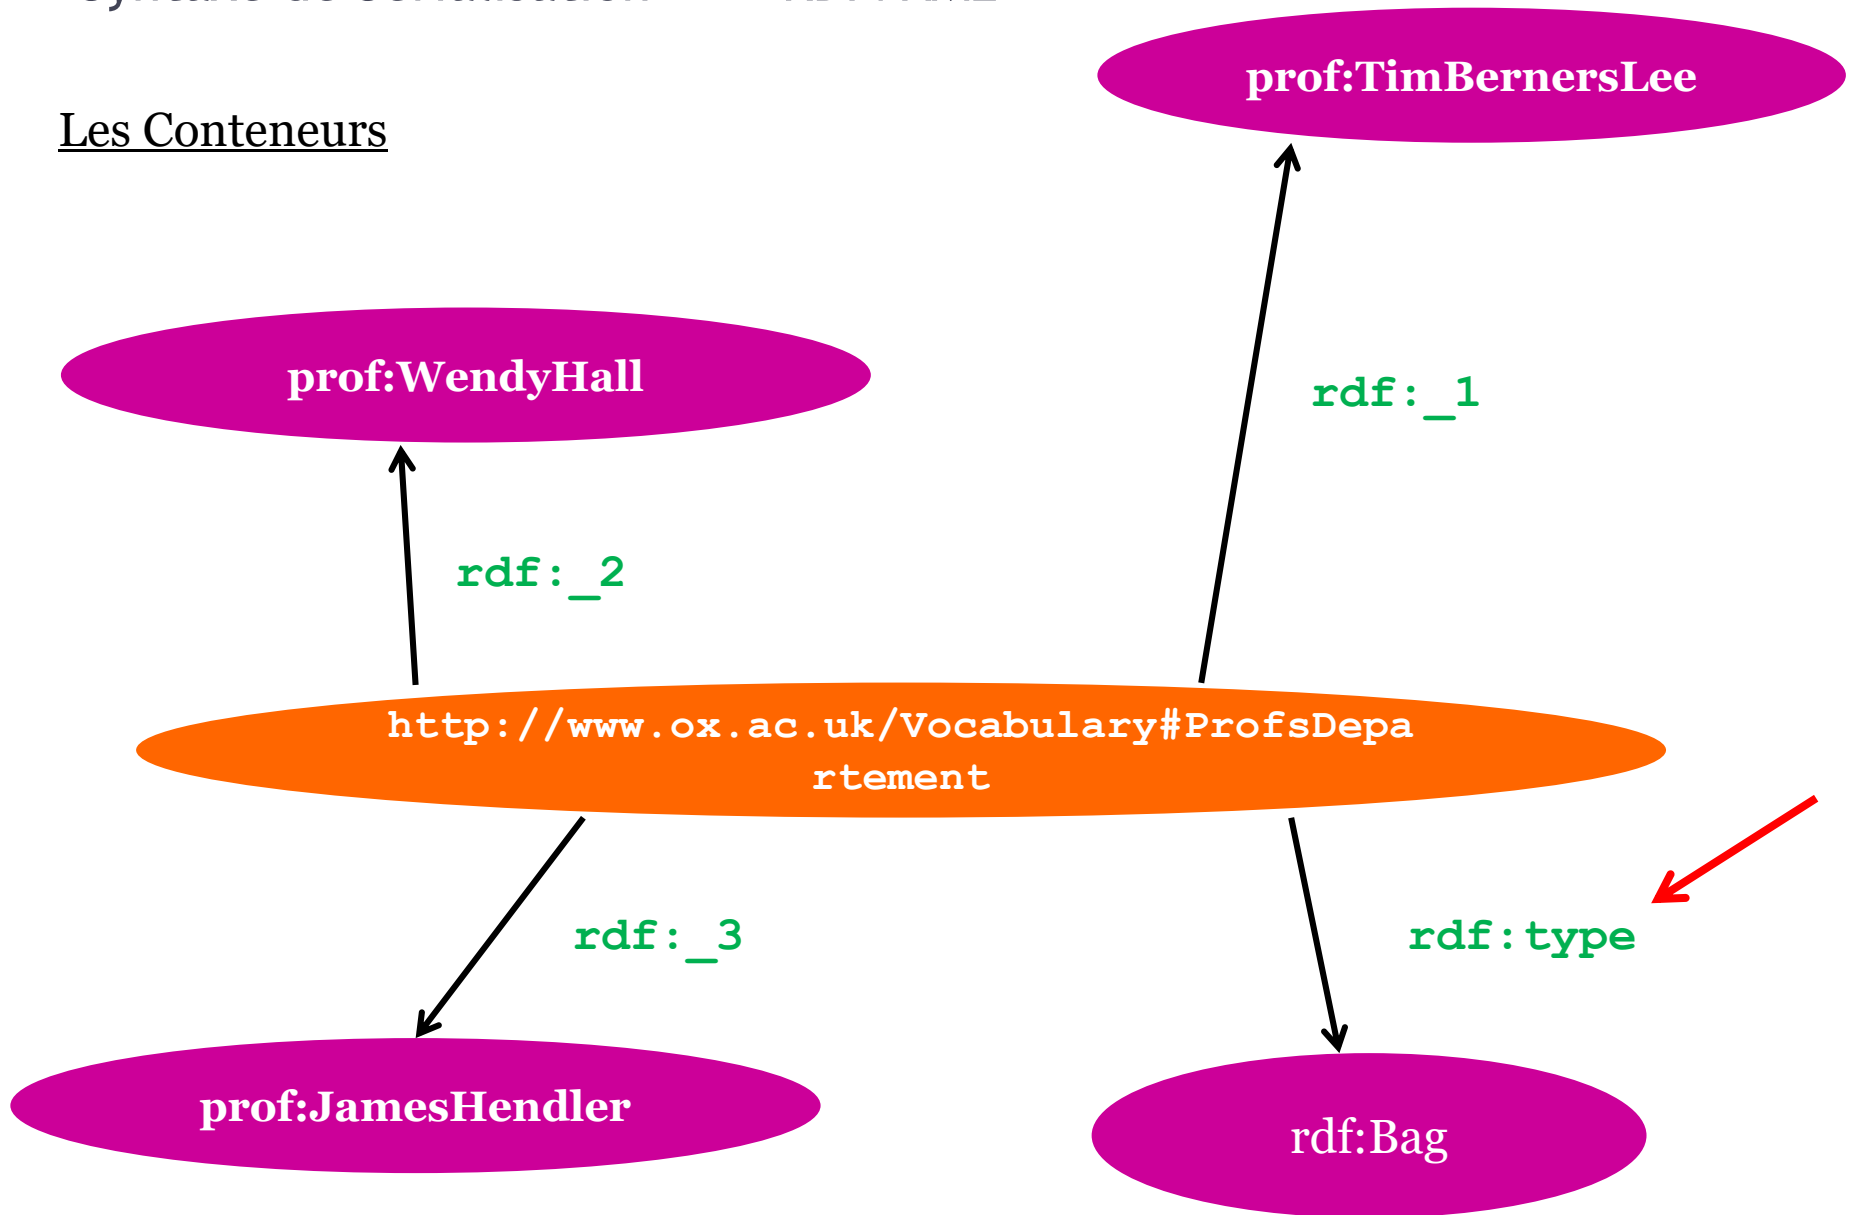 Les Conteneurs
prof:TimBernersLee
prof:WendyHall
rdf:_1
rdf:_2
http://www.ox.ac.uk/Vocabulary#ProfsDepa
rtement
rdf:_3
rdf:type
prof:JamesHendler
rdf:Bag